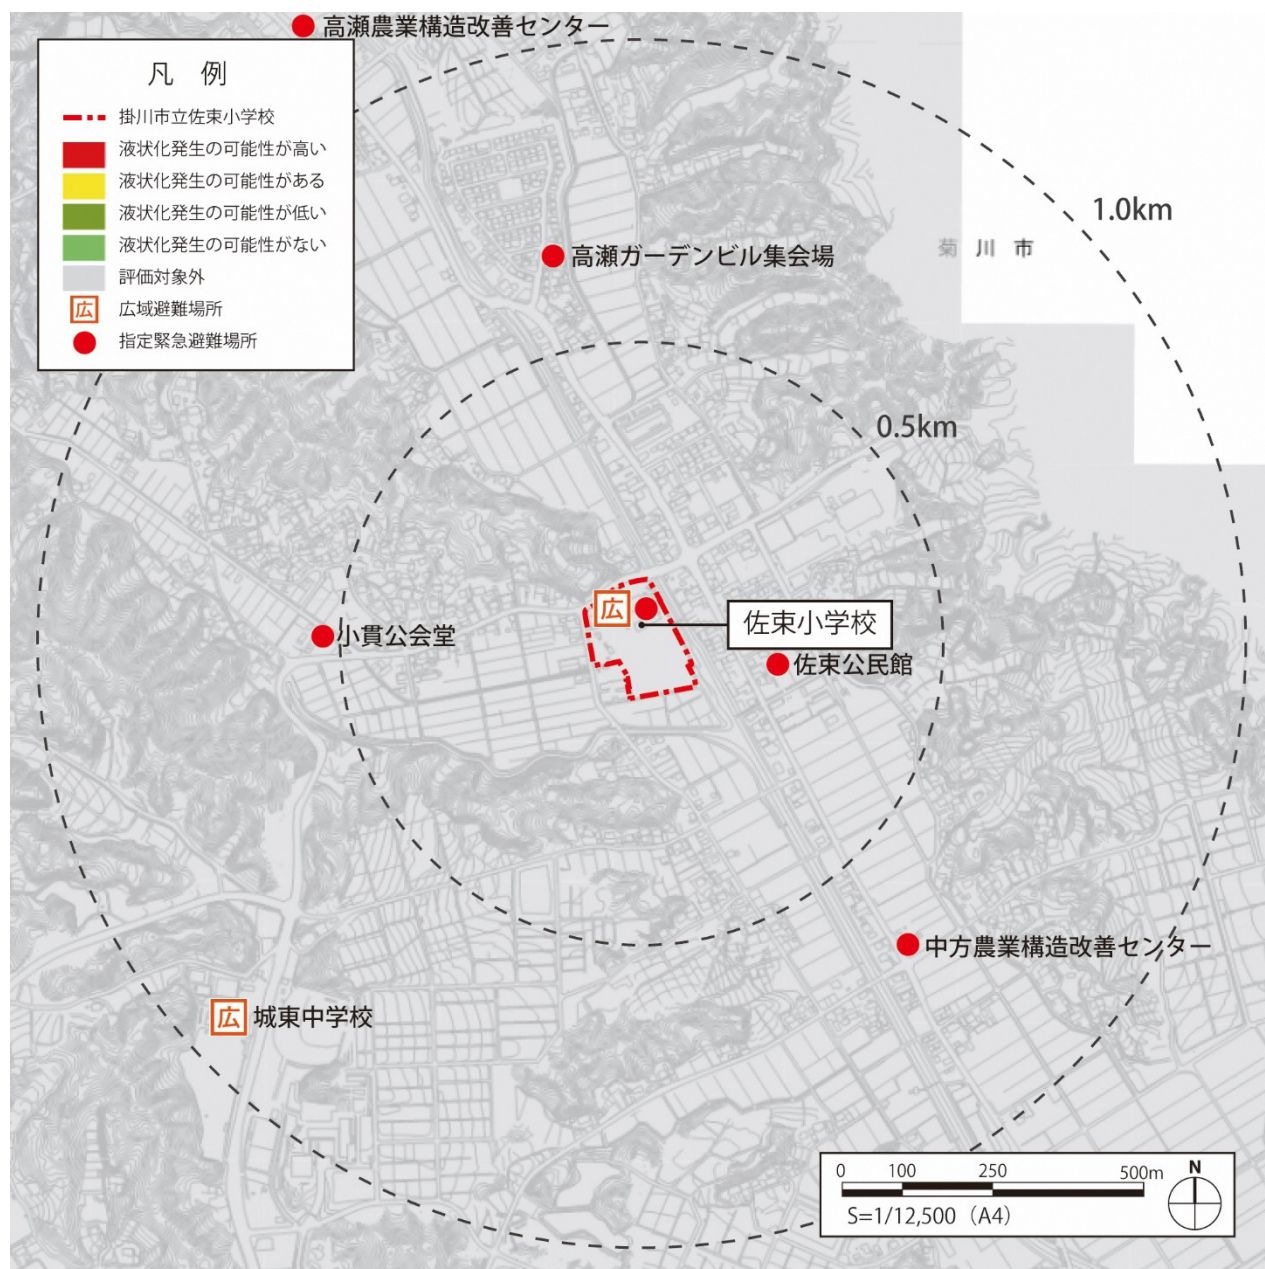 高瀬農業構造改善センター
凡 例
掛川市立佐束小学校
液状化発生の可能性が高い
液状化発生の可能性がある
液状化発生の可能性が低い
液状化発生の可能性がない
評価対象外
広 広域避難場所
指定緊急避難場所
1.0km
菊 川 市
高瀬ガーデンビル集会場
0.5km
広
佐束小学校
小貫公会堂
佐束公民館
中方農業構造改善センター
広 城東中学校
0 100 250 500m
N
S=1/12,500（A4）